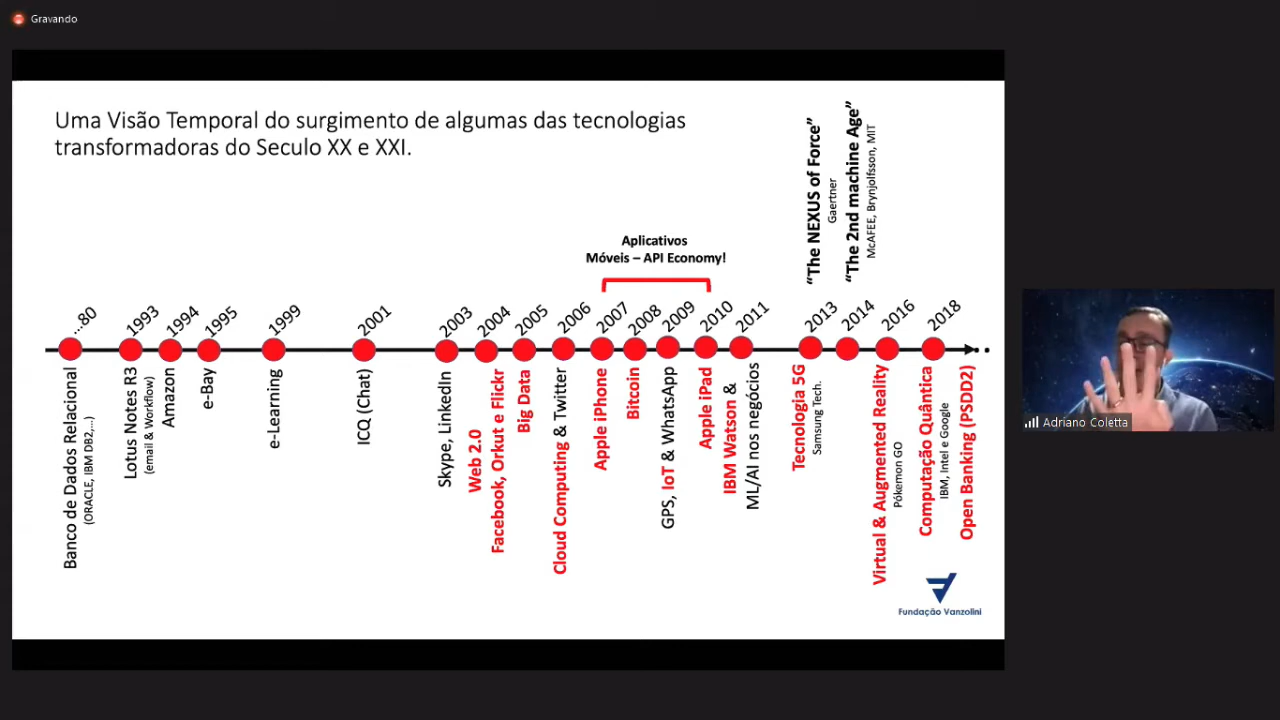 Gravando
Uma Visão Temporal do surgimento de algumas das tecnologias
transformadoras do Seculo XX e XXI.
"The NEXUS of Force"
Gaertner
"The 2nd machine Age"
McAFEE, Brynjolfsson, MIT
Aplicativos
Móveis – API Economy!
...80
1993
1994
1995
1999
2001
2003
2004
2005
2006
2007
2008
2009
2010
2011
2013
2014
2016
2018
Banco de Dados Relacional
(ORACLE, IBM DB2,...)
Lotus Notes R3
(email & Workflow)
Amazon
e-Bay
e-Learning
ICQ (Chat)
Skype, LinkedIn
Web 2.0
Facebook, Orkut e Flickr
Big Data
Cloud Computing & Twitter
Apple iPhone
Bitcoin
GPS, IoT & WhatsApp
Apple iPad
IBM Watson &
ML/AI nos negócios
Tecnologia 5G
Samsung Tech.
Virtual & Augmented Reality
Pókemon GO
Computação Quântica
IBM, Intel e Google
Open Banking (PSDD2)
Fundação Vanzolini
Adriano Coletta